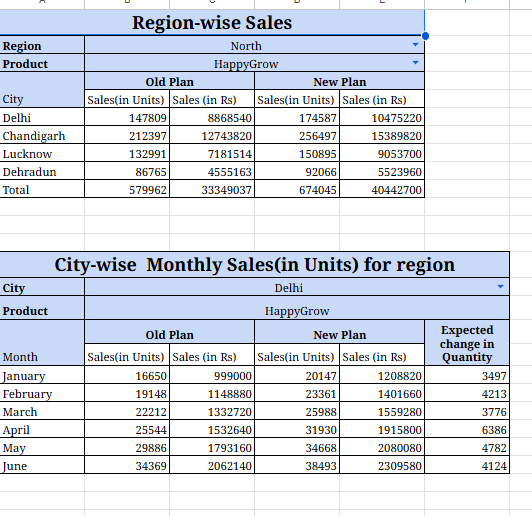 Region-wise Sales
Region North
Product HappyGrow
Old Plan New Plan
City Sales(in Units) Sales (in Rs) Sales(in Units) Sales (in Rs)
Delhi 147809 8868540 174587 10475220
Chandigarh 212397 12743820 256497 15389820
Lucknow 132991 7181514 150895 9053700
Dehradun 86765 4555163 92066 5523960
Total 579962 33349037 674045 40442700
City-wise Monthly Sales(in Units) for region
City Delhi
Product HappyGrow
Old Plan New Plan Expected change in Quantity
Month Sales(in Units) Sales (in Rs) Sales(in Units) Sales (in Rs)
January 16650 999000 20147 1208820 3497
February 19148 1148880 23361 1401660 4213
March 22212 1332720 25988 1559280 3776
April 25544 1532640 31930 1915800 6386
May 29886 1793160 34668 2080080 4782
June 34369 2062140 38493 2309580 4124